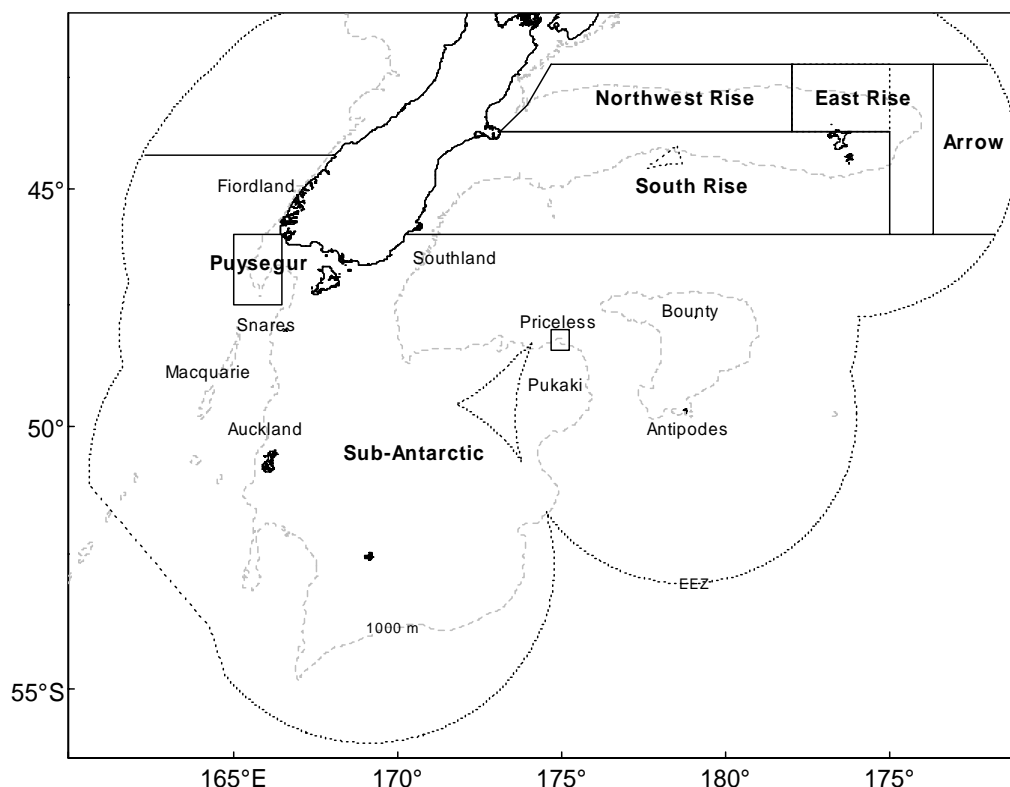 Northwest Rise
East Rise
Arrow
45°
Fiordland
South Rise
Puysegur
Southland
Snares
Priceless
Bounty
Macquarie
Pukaki
50°
Auckland
Antipodes
Sub-Antarctic
EEZ
1000 m
55°S
165°E
170°
175°
180°
175°